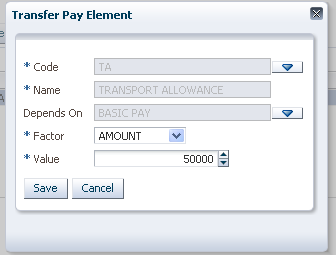 Transfer Pay Element
* Code TA
* Name TRANSPORT ALLOWANCE
Depends On BASIC PAY
* Factor AMOUNT
* Value 50000
Save Cancel